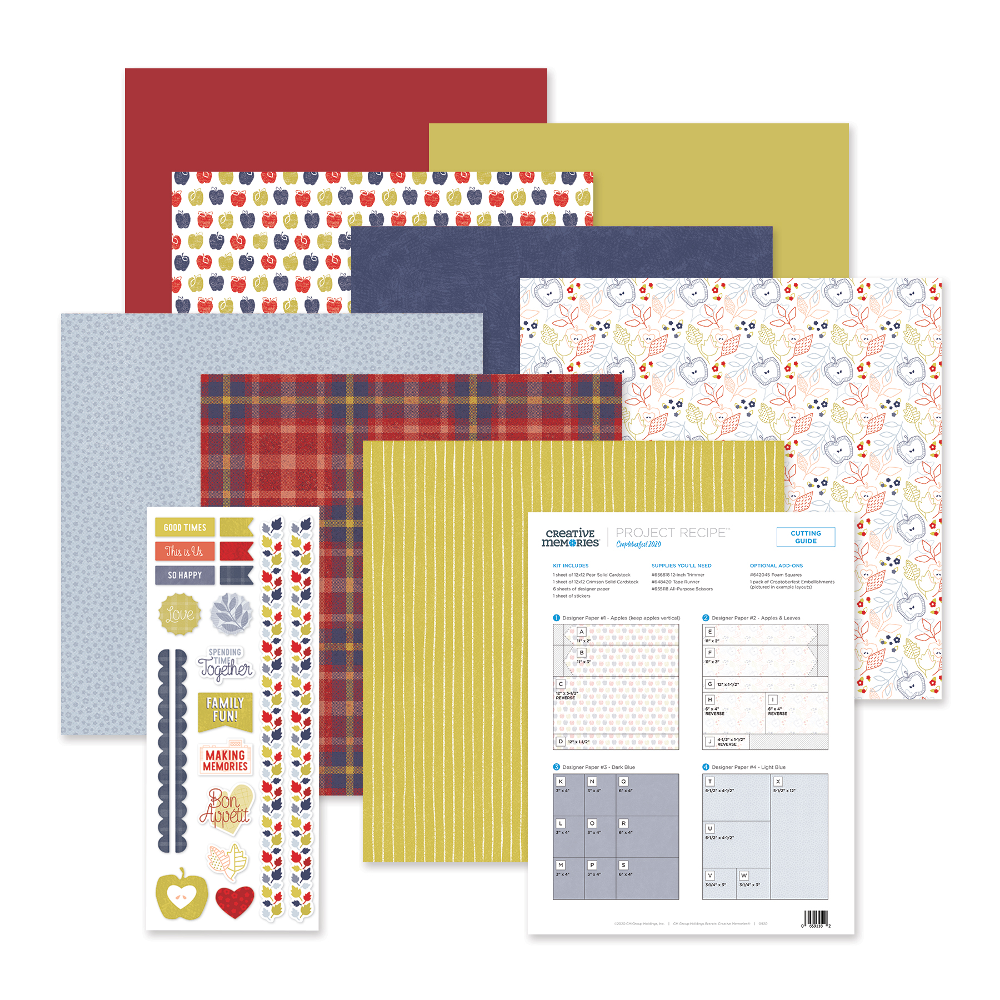 GOOD TIMES
This is Us
SO HAPPY
Love
SPENDING
TIME
Together
FAMILY
FUN!
MAKING
MEMORIES
Bon
Appétit
CREATIVE
MEMORIES™
PROJECT RECIPE™
Croptoberfest 2020
CUTTING
GUIDE
KIT INCLUDES
1 sheet of 12x12 Pear Solid Cardstock
1 sheet of 12x12 Crimson Solid Cardstock
6 sheets of designer paper
1 sheet of stickers
SUPPLIES YOU'LL NEED
#656818 12-inch Trimmer
#648420 Tape Runner
#655118 All-Purpose Scissors
OPTIONAL ADD-ONS
#642045 Foam Squares
1 pack of Croptoberfest Embellishments
(pictured in example layouts)
1 Designer Paper #1 - Apples (keep apples vertical)
A
11" x 2"
B
11" x 3"
C
12" x 5-1/2"
REVERSE
D 12" x 1-1/2"
2 Designer Paper #2 - Apples & Leaves
E
11" x 2"
F
11" x 3"
G 12" x 1-1/2"
H
6" x 4"
REVERSE
I
6" x 4"
REVERSE
J 4-1/2" x 1-1/2"
REVERSE
3 Designer Paper #3 - Dark Blue
K
3" x 4"
N
3" x 4"
Q
6" x 4"
L
3" x 4"
O
3" x 4"
R
6" x 4"
M
3" x 4"
P
3" x 4"
S
6" x 4"
4 Designer Paper #4 - Light Blue
T
6-1/2" x 4-1/2"
X
5-1/2" x 12"
U
6-1/2" x 4-1/2"
V
3-1/4" x 3"
W
3-1/4" x 3"
©2020 CM Group Holdings, Inc. | CM Group Holdings Brands: Creative Memories® | 0920
0 659118 2